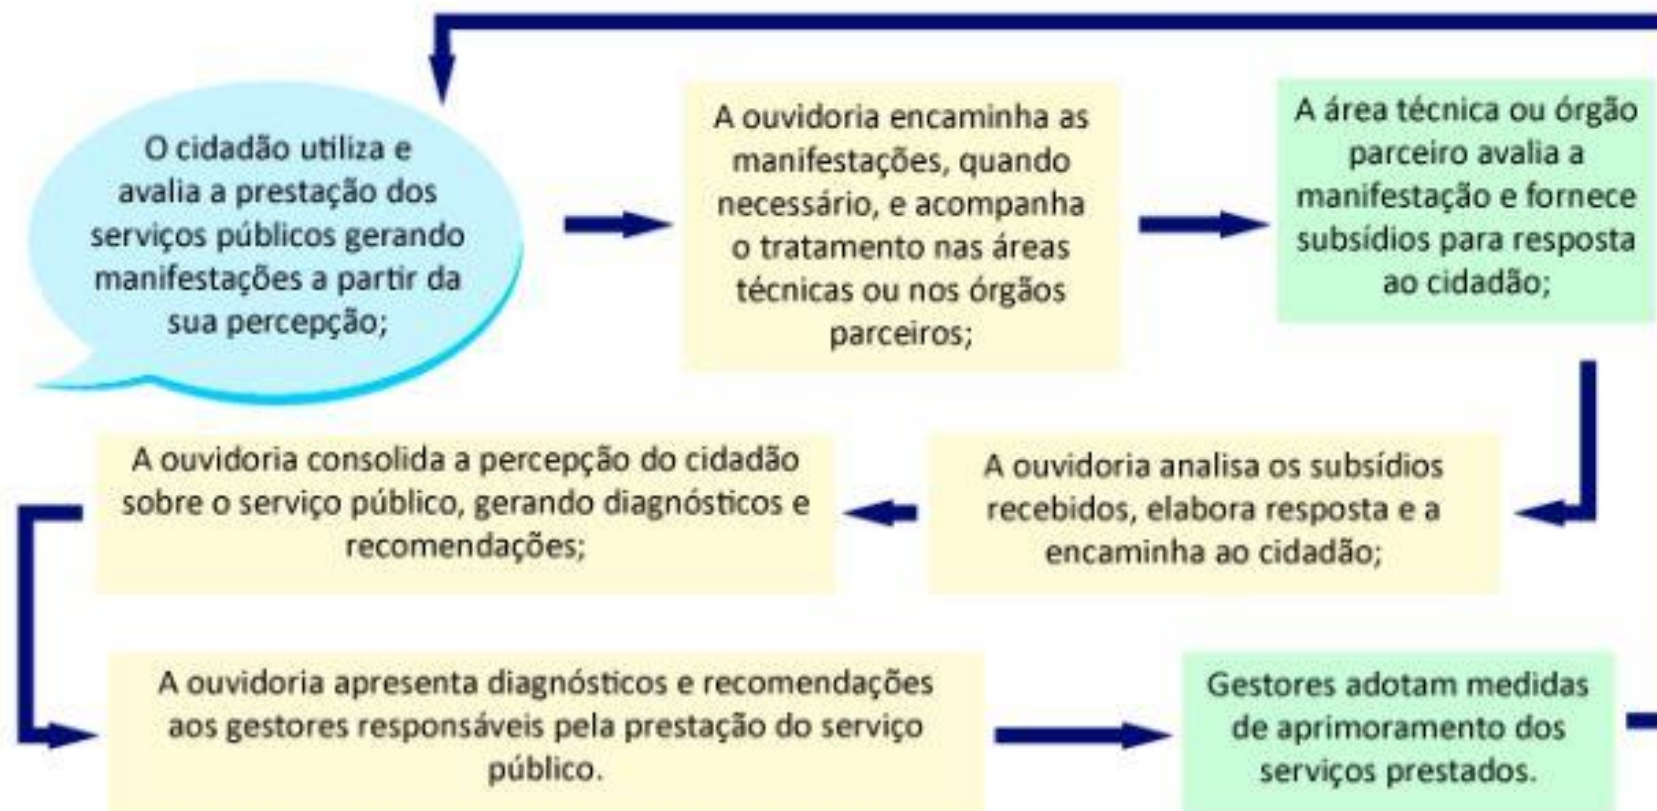 O cidadão utiliza e
avalia a prestação dos
serviços públicos gerando
manifestações a partir da
sua percepção;
A ouvidoria encaminha as
manifestações, quando
necessário, e acompanha
o tratamento nas áreas
técnicas ou nos órgãos
parceiros;
A área técnica ou órgão
parceiro avalia a
manifestação e fornece
subsídios para resposta
ao cidadão;
A ouvidoria analisa os subsídios
recebidos, elabora resposta e a
encaminha ao cidadão;
A ouvidoria consolida a percepção do cidadão
sobre o serviço público, gerando diagnósticos e
recomendações;
A ouvidoria apresenta diagnósticos e recomendações
aos gestores responsáveis pela prestação do serviço
público.
Gestores adotam medidas
de aprimoramento dos
serviços prestados.